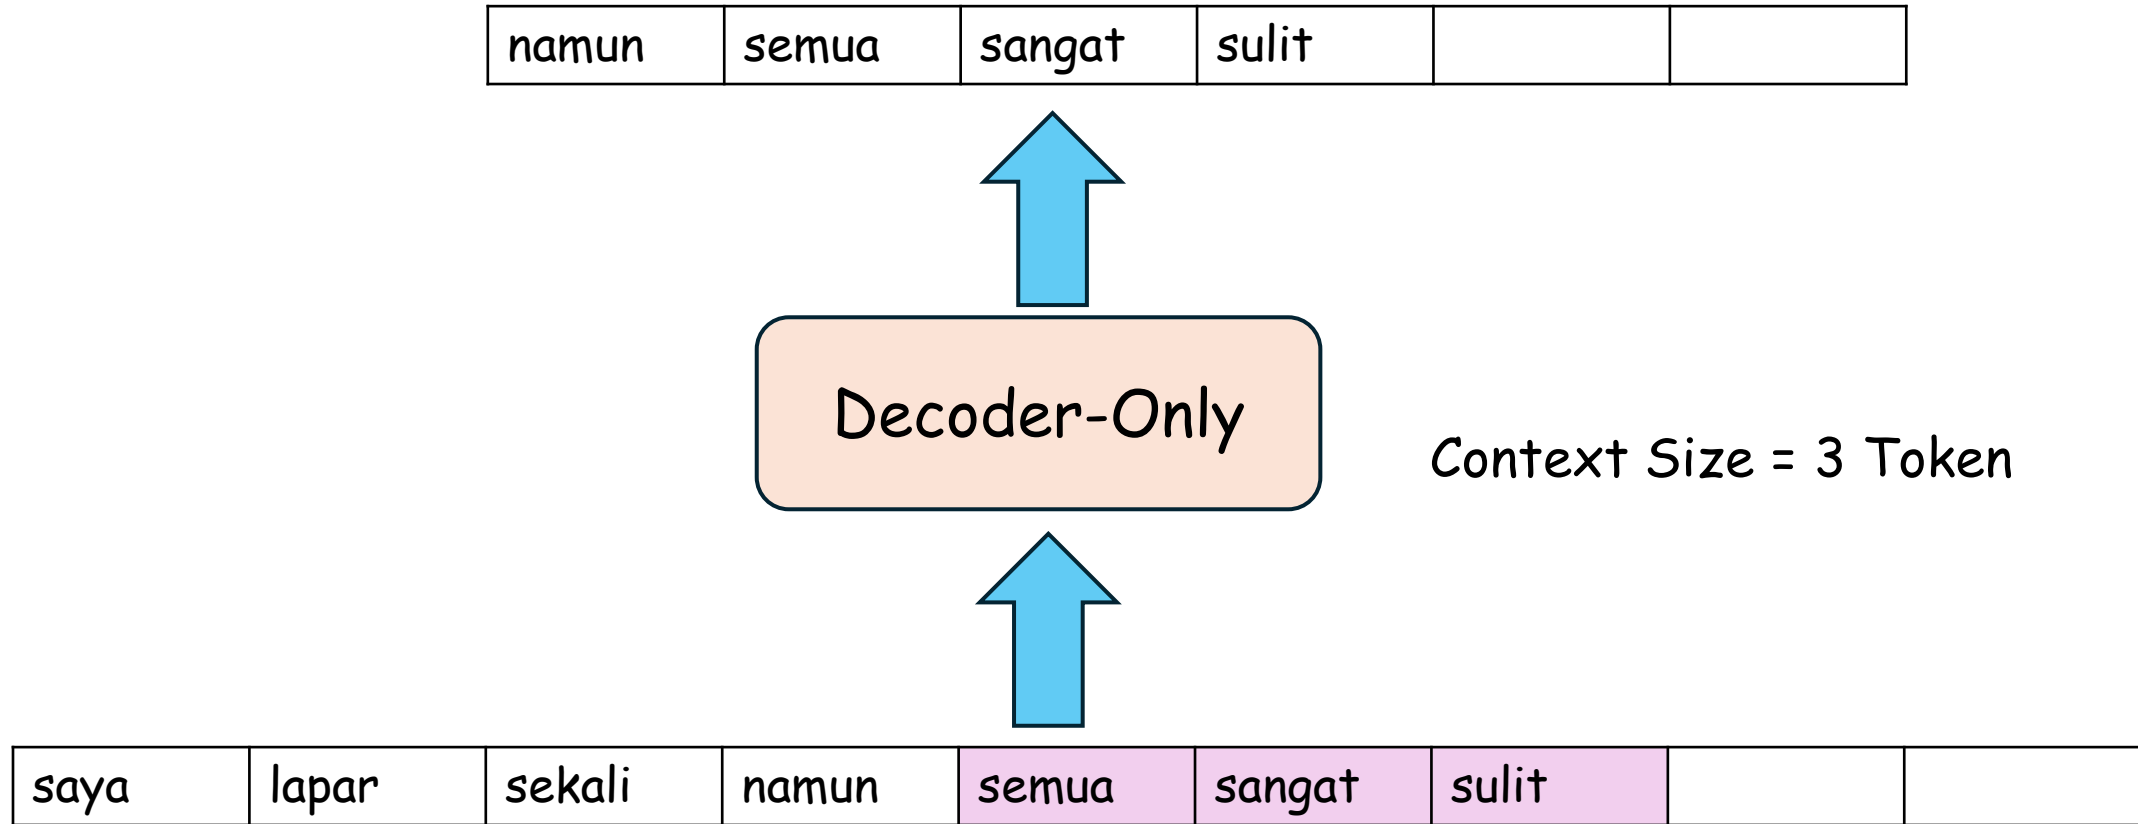 namun semua sangat sulit
Decoder-Only
Context Size = 3 Token
saya lapar sekali namun semua sangat sulit